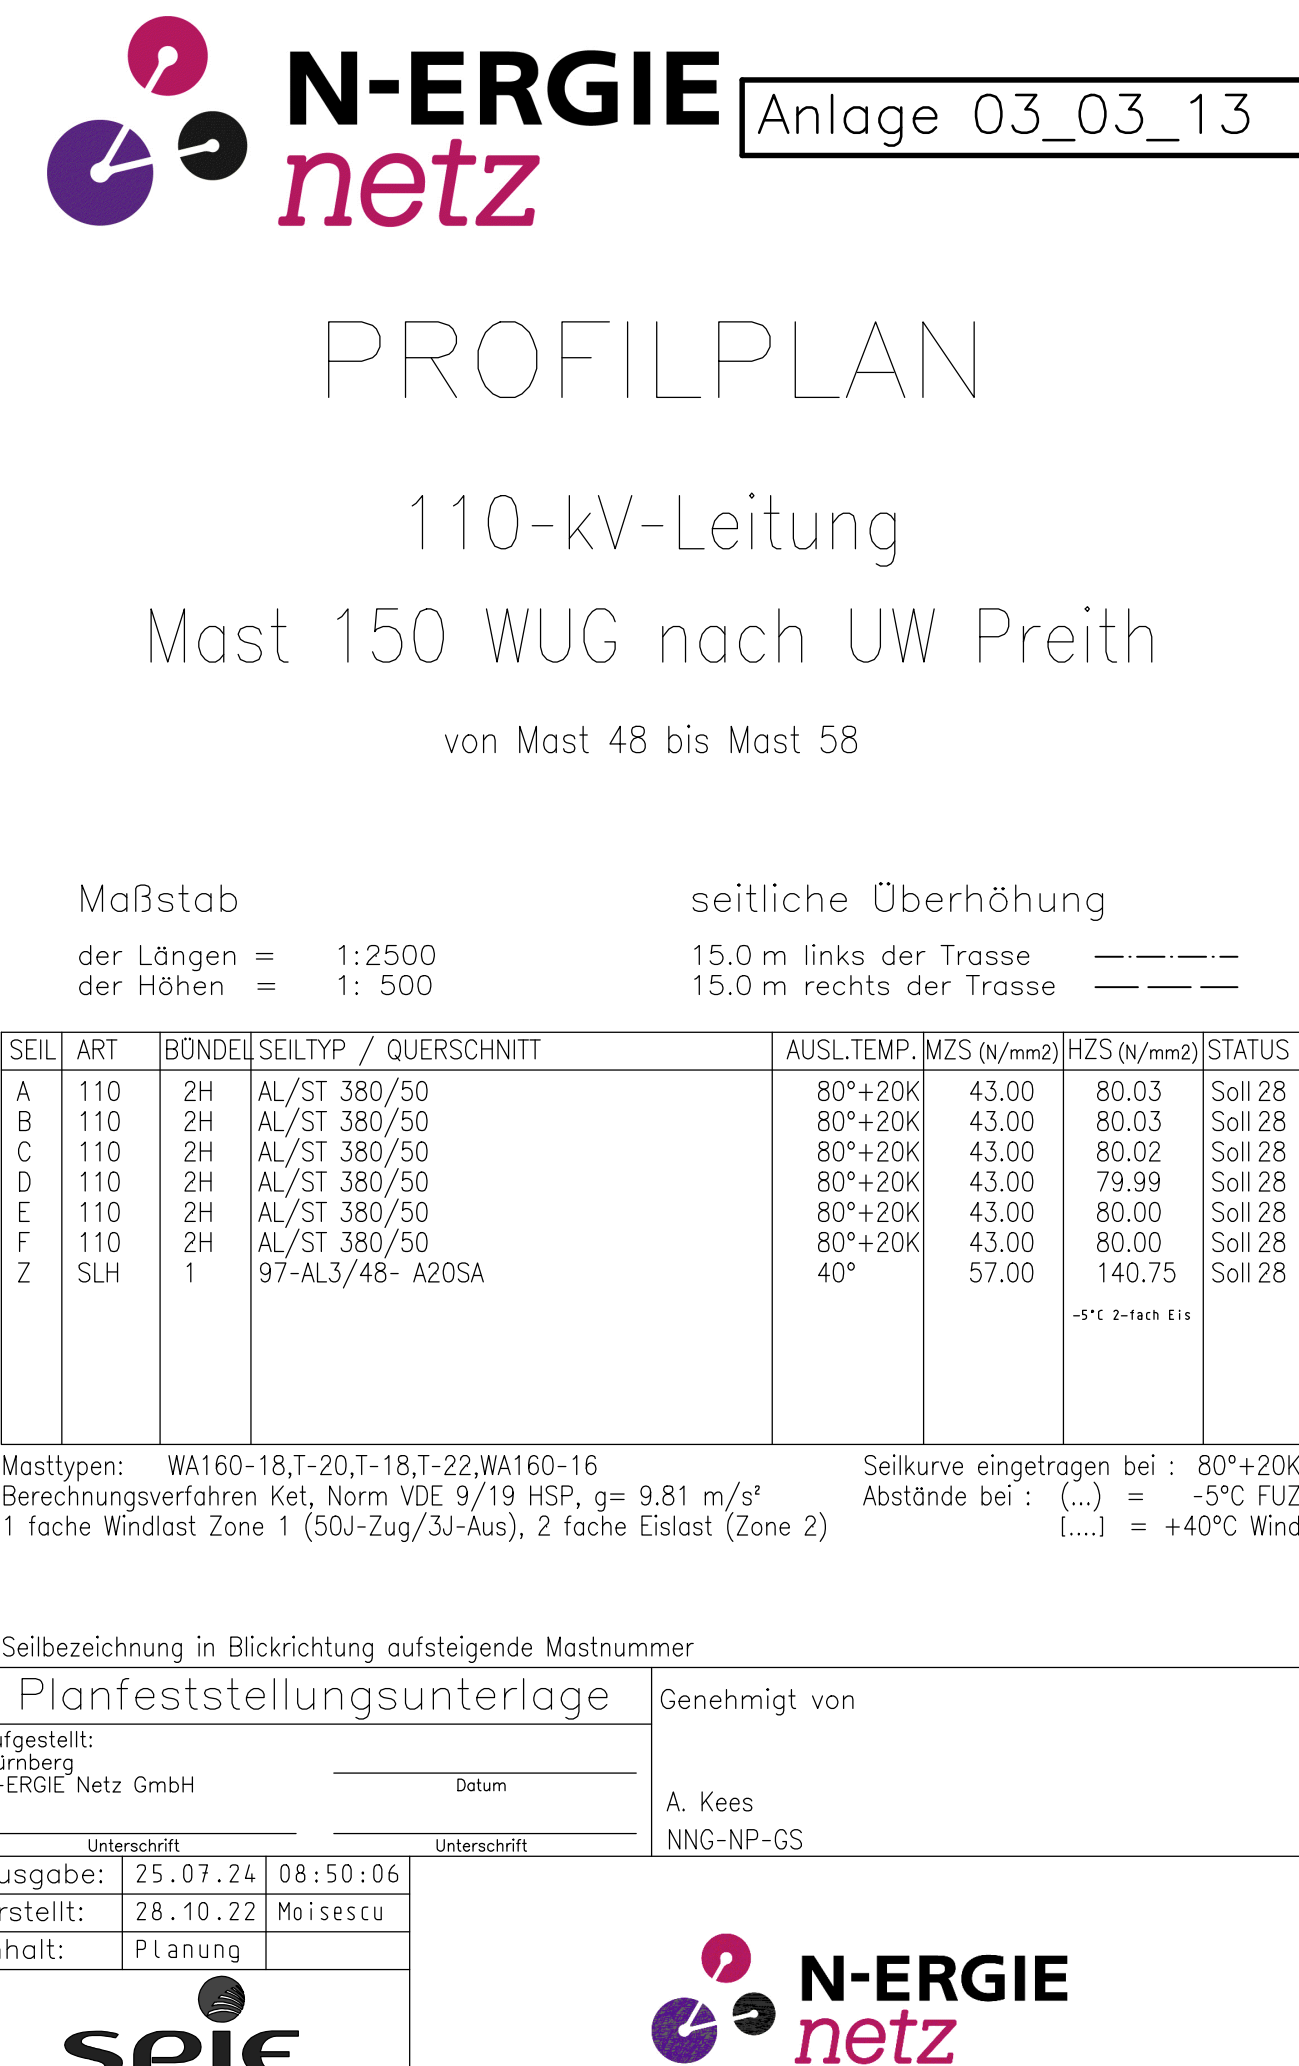 N-ERGIE
netz
Anlage 03_03_13
PROFILPLAN
110-kV-Leitung
Mast 150 WUG nach UW Preith
von Mast 48 bis Mast 58
Maßstab seitliche Überhöhung
der Längen = 1:2500 15.0 m links der Trasse
der Höhen = 1: 500 15.0 m rechts der Trasse
SEIL ART BÜNDEL SEILTYP / QUERSCHNITT AUSL.TEMP. MZS (N/mm2) HZS (N/mm2) STATUS
A 110 2H AL/ST 380/50 80°+20K 43.00 80.03 Soll 28
B 110 2H AL/ST 380/50 80°+20K 43.00 80.03 Soll 28
C 110 2H AL/ST 380/50 80°+20K 43.00 80.02 Soll 28
D 110 2H AL/ST 380/50 80°+20K 43.00 79.99 Soll 28
E 110 2H AL/ST 380/50 80°+20K 43.00 80.00 Soll 28
F 110 2H AL/ST 380/50 80°+20K 43.00 80.00 Soll 28
Z SLH 1 97-AL3/48- A20SA 40° 57.00 140.75 Soll 28
-5°C 2-fach Eis
Masttypen: WA160-18,T-20,T-18,T-22,WA160-16 Seilkurve eingetragen bei : 80°+20K
Berechnungsverfahren Ket, Norm VDE 9/19 HSP, g= 9.81 m/s² Abstände bei : (...) = -5°C FUZ
1 fache Windlast Zone 1 (50J-Zug/3J-Aus), 2 fache Eislast (Zone 2) [....] = +40°C Wind
Seilbezeichnung in Blickrichtung aufsteigende Mastnummer
Planfeststellungsunterlage Genehmigt von
ufgestellt:
ürnberg
-ERGIE Netz GmbH Datum
A. Kees
NNG-NP-GS
Unterschrift Unterschrift
usgabe: 25.07.24 08:50:06
rstellt: 28.10.22 Moisescu
nhalt: Planung
N-ERGIE
netz
SPIE